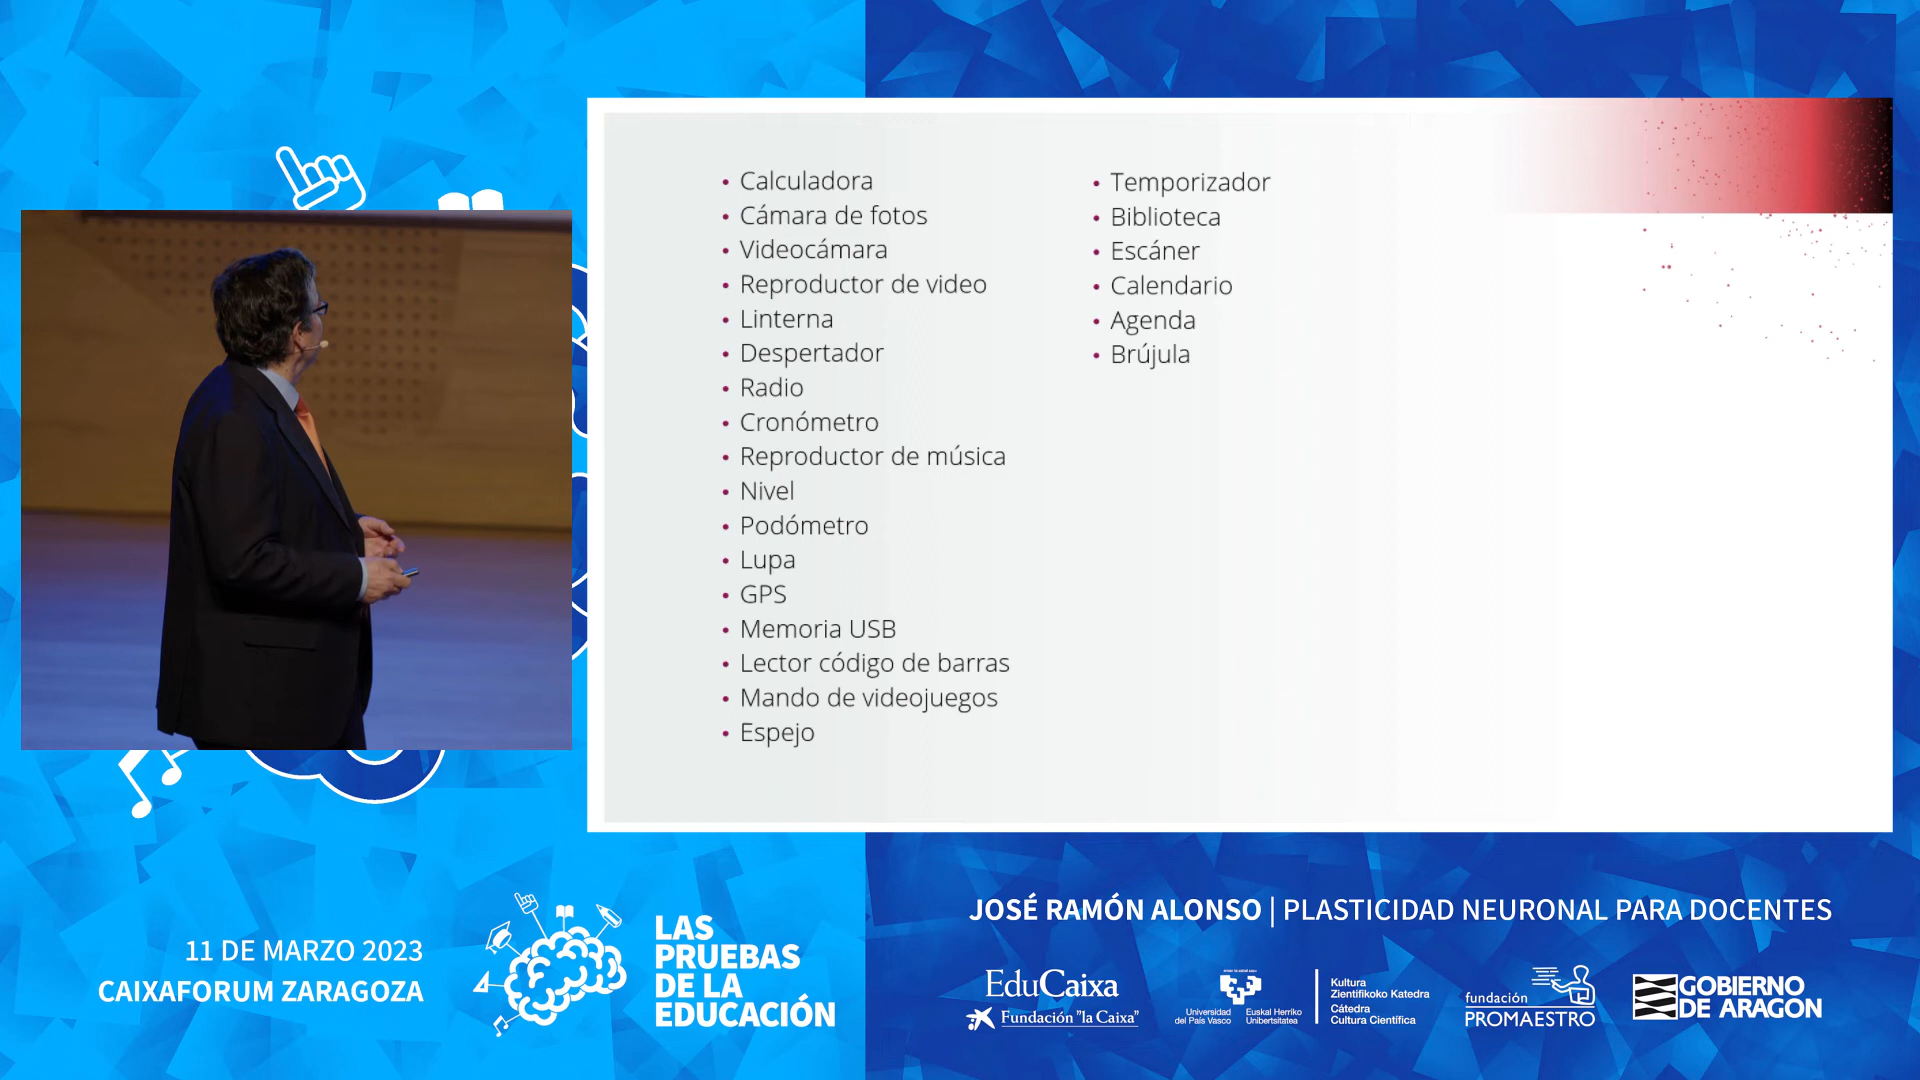 • Calculadora
• Cámara de fotos
• Videocámara
• Reproductor de video
• Linterna
• Despertador
• Radio
• Cronómetro
• Reproductor de música
• Nivel
• Podómetro
• Lupa
• GPS
• Memoria USB
• Lector código de barras
• Mando de videojuegos
• Espejo
• Temporizador
• Biblioteca
• Escáner
• Calendario
• Agenda
• Brújula
11 DE MARZO 2023
CAIXAFORUM ZARAGOZA
LAS
PRUEBAS
DE LA
EDUCACIÓN
JOSÉ RAMÓN ALONSO | PLASTICIDAD NEURONAL PARA DOCENTES
EduCaixa
Fundación "la Caixa"
Universidad
del País Vasco
Euskal Herriko
Unibertsitatea
Kultura
Zientifikoko Katedra
Cátedra
Cultura Científica
fundación
PROMAESTRO
GOBIERNO
DE ARAGON